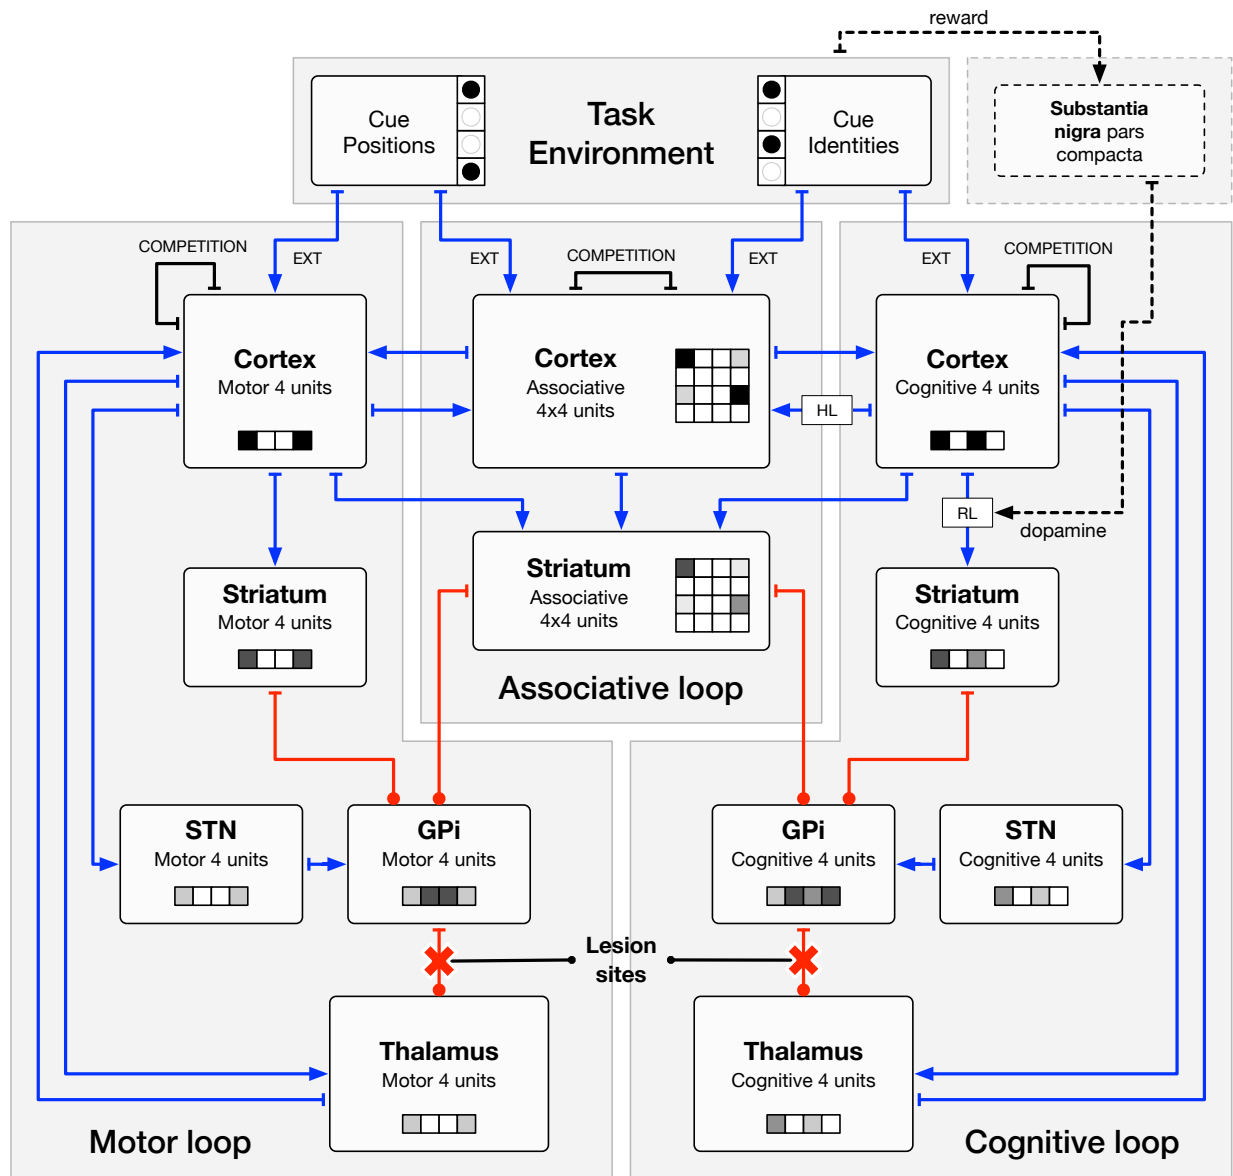 reward
Cue
Positions
Task
Environment
Cue
Identities
Substantia
nigra pars
compacta
COMPETITION
EXT
EXT
COMPETITION
EXT
EXT
COMPETITION
Cortex
Motor 4 units
Cortex
Associative
4x4 units
HL
Cortex
Cognitive 4 units
RL
dopamine
Striatum
Motor 4 units
Striatum
Associative
4x4 units
Striatum
Cognitive 4 units
Associative loop
STN
Motor 4 units
GPi
Motor 4 units
GPi
Cognitive 4 units
STN
Cognitive 4 units
Lesion
sites
Thalamus
Motor 4 units
Thalamus
Cognitive 4 units
Motor loop
Cognitive loop